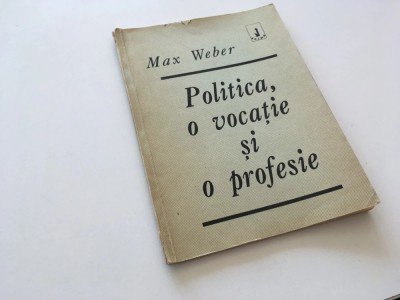 Max Weber
Politica,
o vocație
și
o profesie